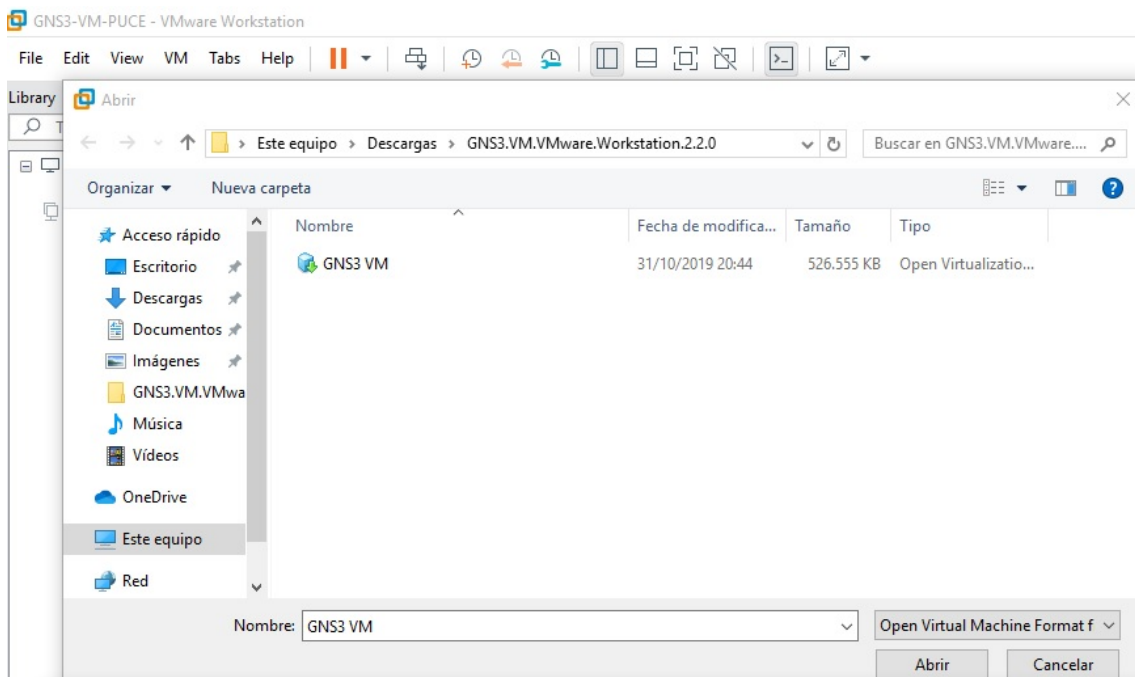 GNS3-VM-PUCE - VMware Workstation
File Edit View VM Tabs Help
Library
Abrir
T
Este equipo > Descargas > GNS3.VM.VMware.Workstation.2.2.0
Buscar en GNS3.VM.VMware....
Organizar
Nueva carpeta
Nombre Fecha de modifica... Tamaño Tipo
GNS3 VM 31/10/2019 20:44 526.555 KB Open Virtualizatio...
Acceso rápido
Escritorio
Descargas
Documentos
Imágenes
GNS3.VM.VMwa
Música
Vídeos
OneDrive
Este equipo
Red
Nombre: GNS3 VM
Open Virtual Machine Format f
Abrir Cancelar